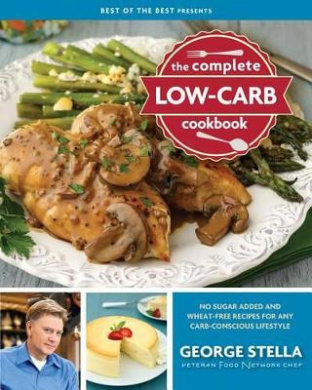 BEST OF THE BEST PRESENTS
the complete
LOW-CARB
cookbook
NO SUGAR ADDED AND
WHEAT-FREE RECIPES FOR ANY
CARB-CONSCIOUS LIFESTYLE
GEORGE STELLA
VETERAN FOOD NETWORK CHEF